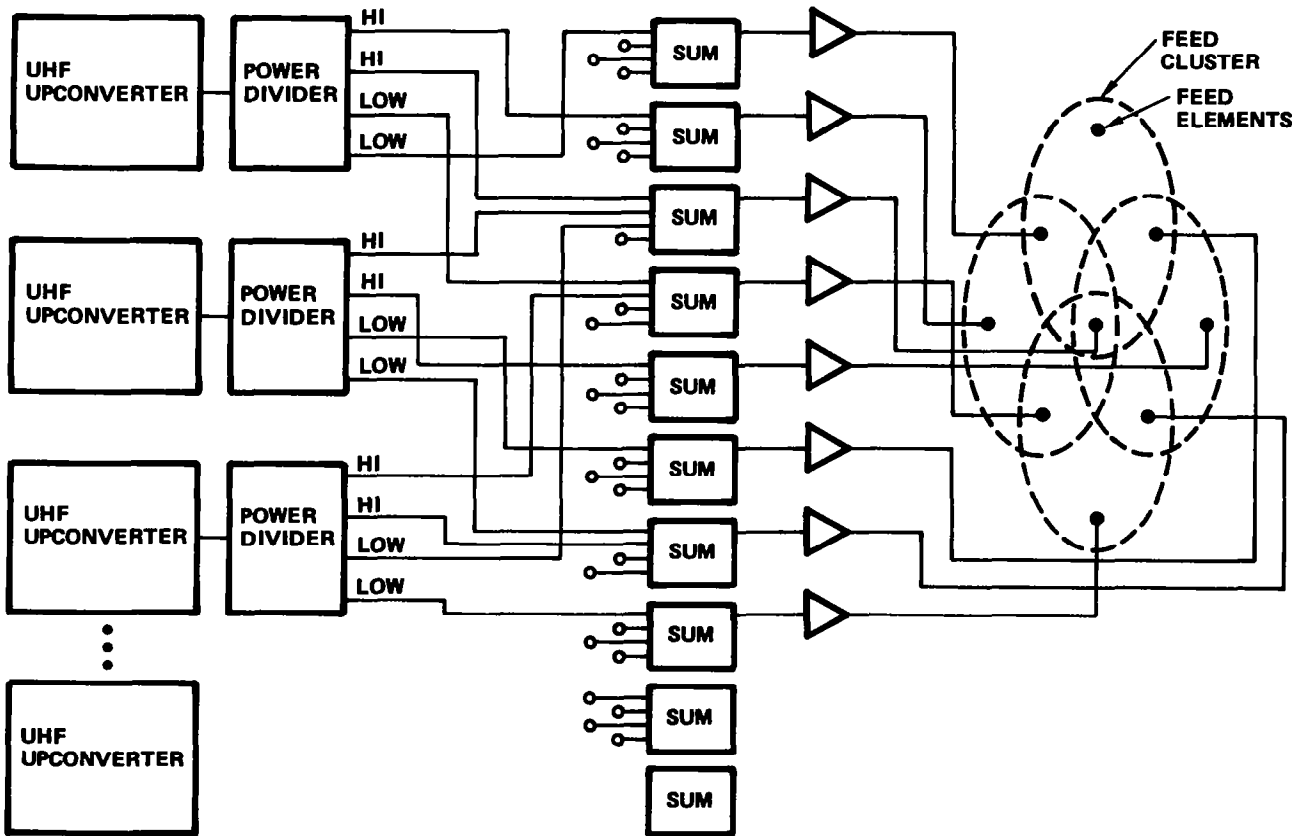 UHF
UPCONVERTER
POWER
DIVIDER
HI
HI
LOW
LOW
UHF
UPCONVERTER
POWER
DIVIDER
HI
HI
LOW
LOW
UHF
UPCONVERTER
POWER
DIVIDER
HI
HI
LOW
LOW
UHF
UPCONVERTER
SUM
SUM
SUM
SUM
SUM
SUM
SUM
SUM
SUM
SUM
FEED
CLUSTER
FEED
ELEMENTS